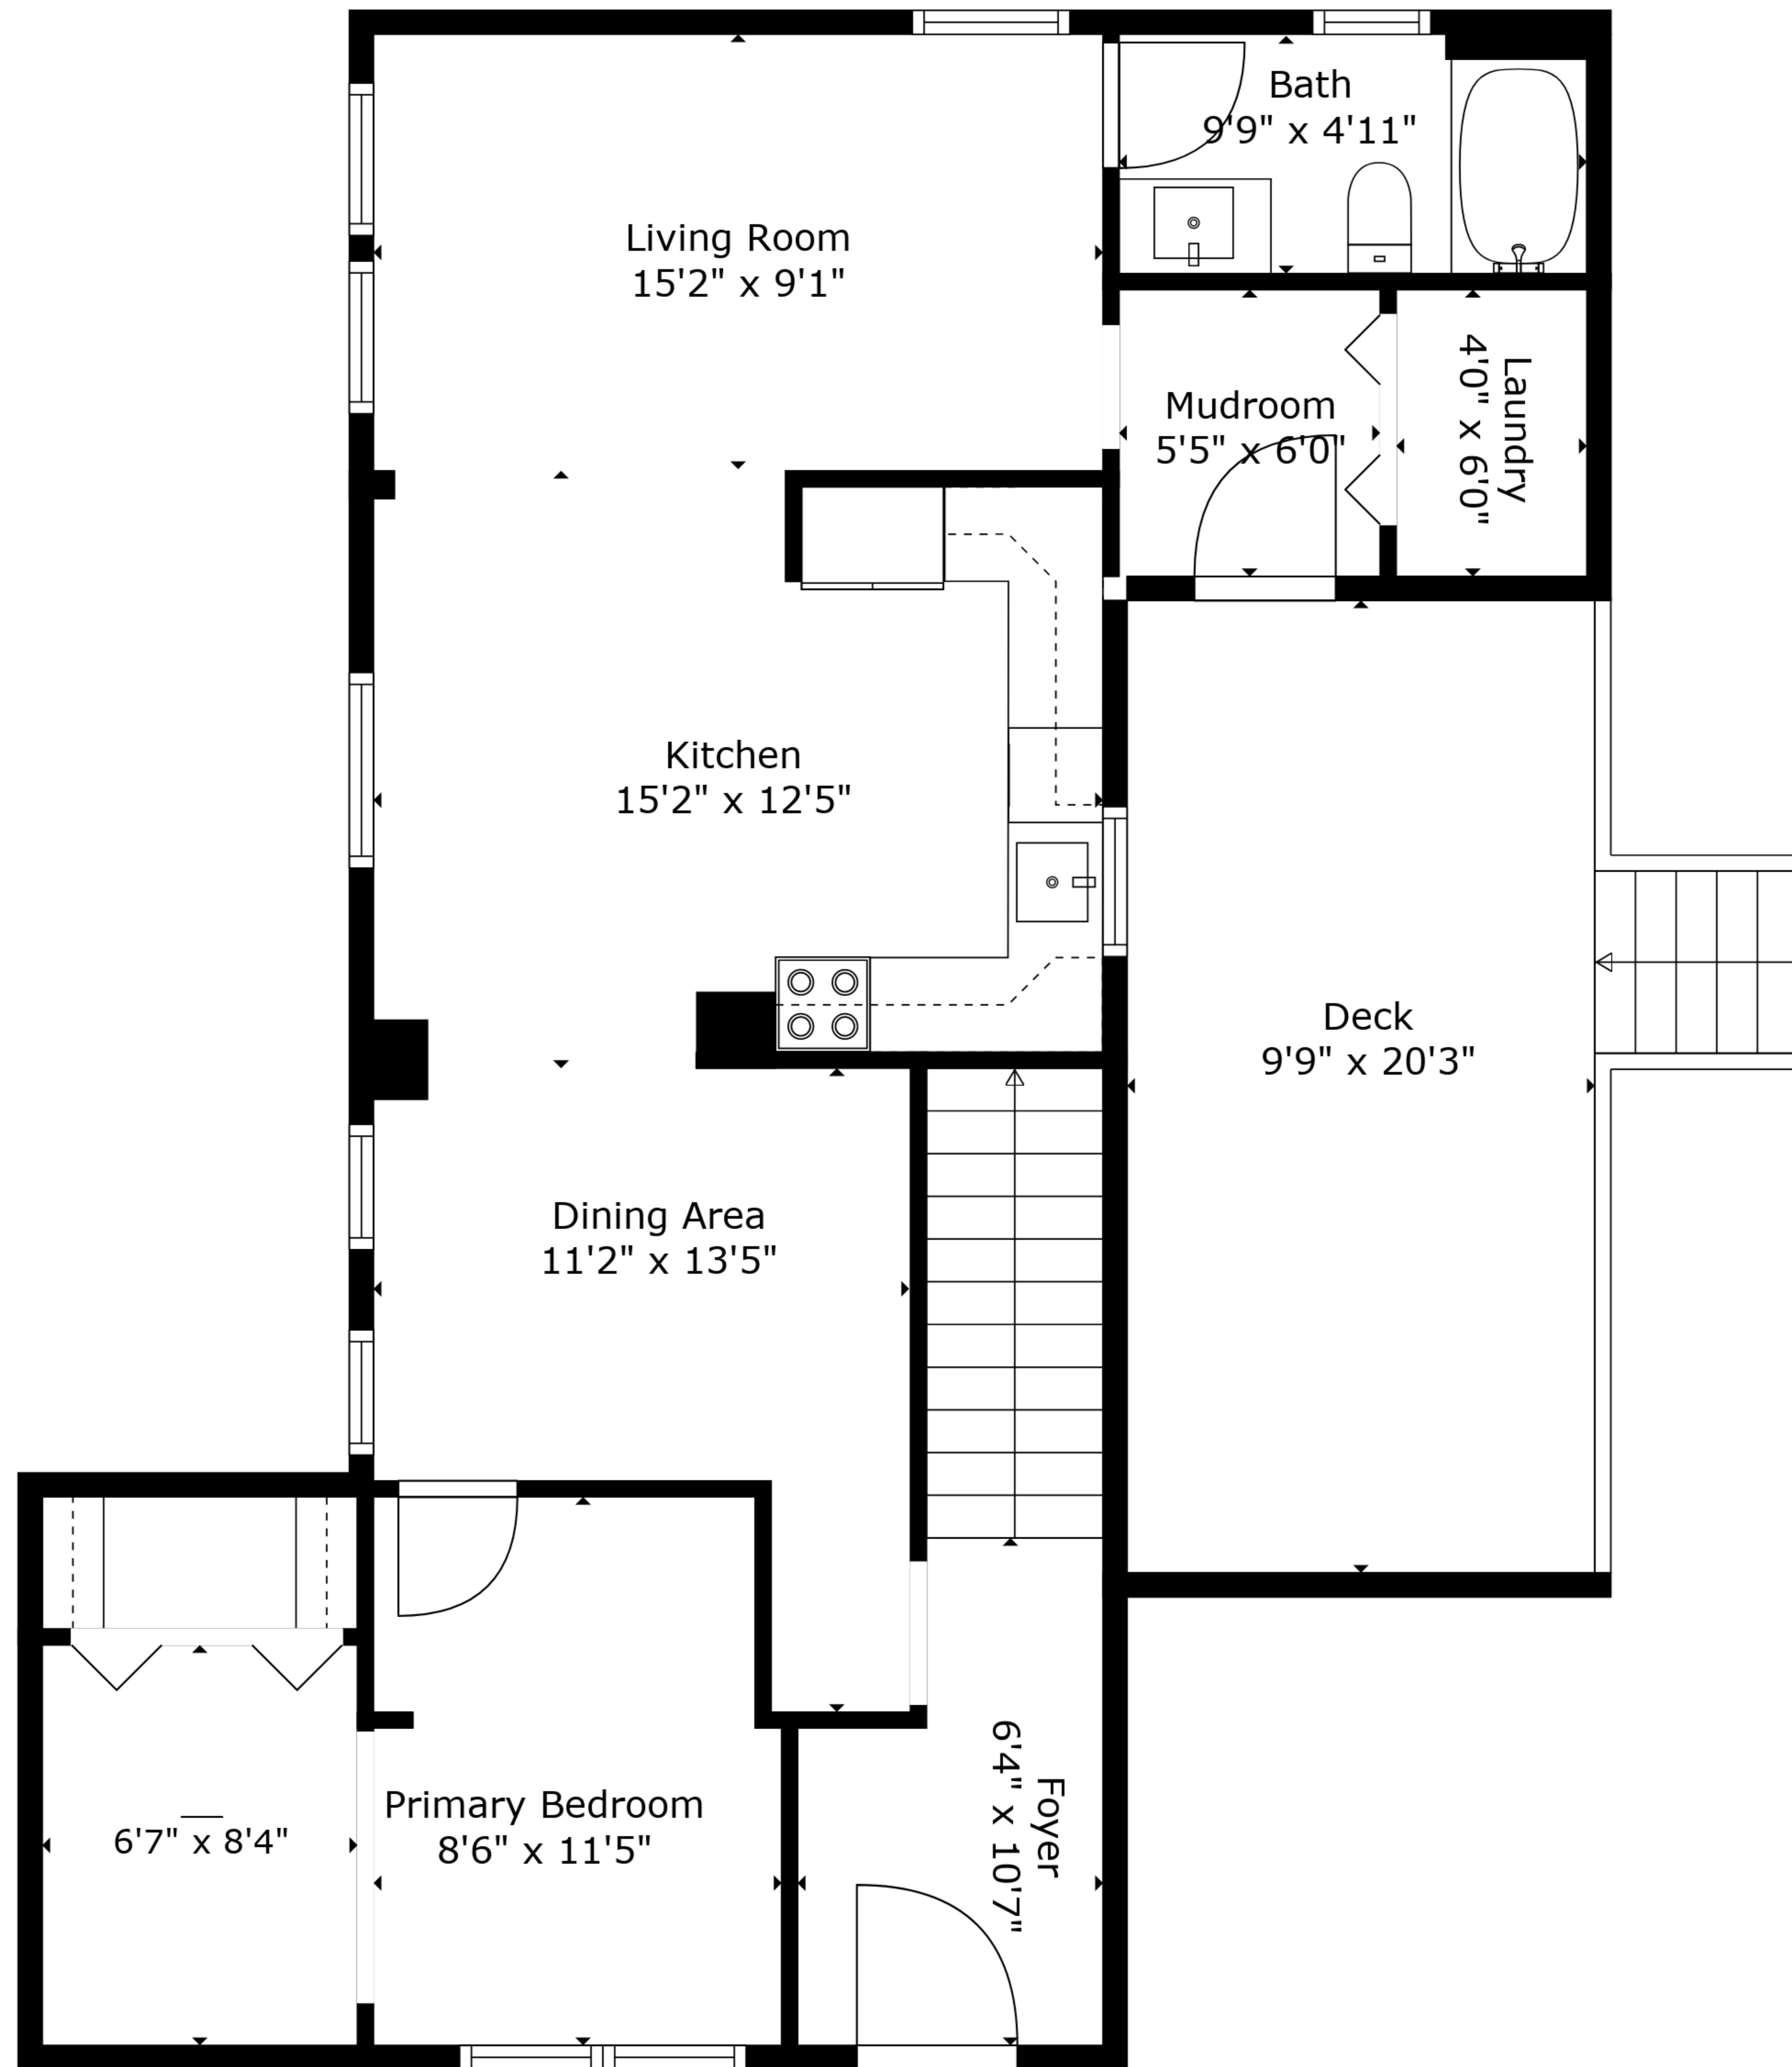 Bath
9'9" x 4'11"
Living Room
15'2" x 9'1"
Mudroom
5'5" x 6'0"
Laundry
4'0" x 6'0"
Kitchen
15'2" x 12'5"
Deck
9'9" x 20'3"
Dining Area
11'2" x 13'5"
Foyer
6'4" x 10'7"
Primary Bedroom
8'6" x 11'5"
__
6'7" x 8'4"